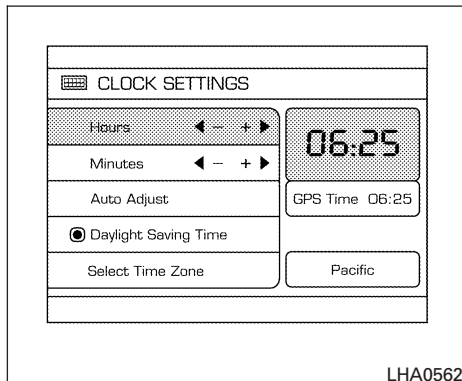 CLOCK SETTINGS
Hours ◀ − + ▶
Minutes ◀ − + ▶
Auto Adjust
Daylight Saving Time
Select Time Zone
06:25
GPS Time 06:25
Pacific
LHA0562